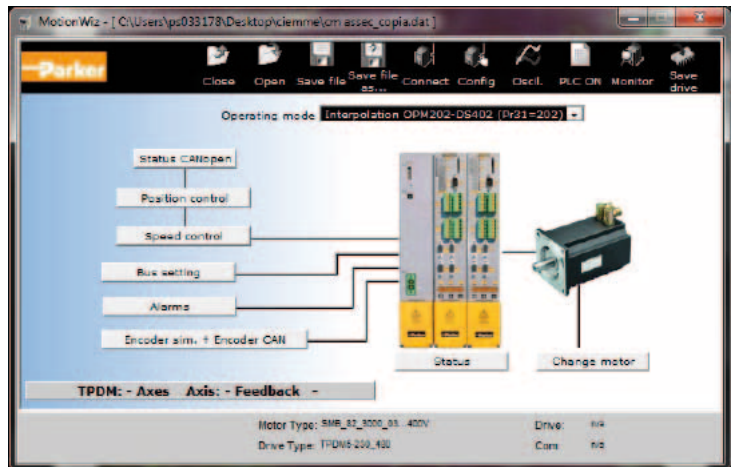 MotionWiz - [ C:\Users\ps033178\Desktop\ciemme\cm assec_copia.dat ]
Parker
Close Open Save file Save file as... Connect Config Oscil. PLC ON Monitor Save drive
Operating mode Interpolation OPM202-DS402 (Pr31=202)
Status CANopen
Position control
Speed control
Bus setting
Alarms
Encoder sim. + Encoder CAN
Status
Change motor
TPDM: - Axes Axis: - Feedback -
Motor Type: SMB_82_3000_03...400V Drive: n/a
Drive Type: Com n/a